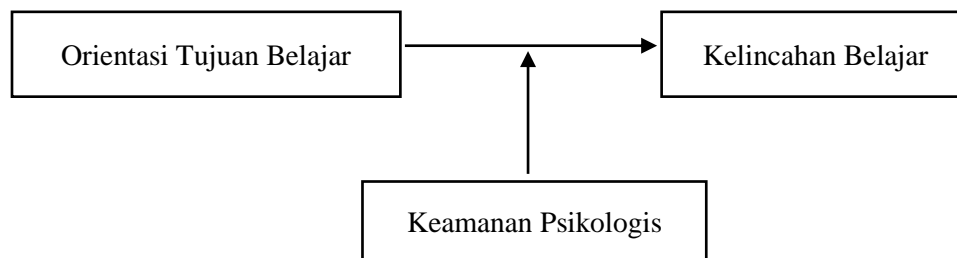 Orientasi Tujuan Belajar
Kelincahan Belajar
Keamanan Psikologis